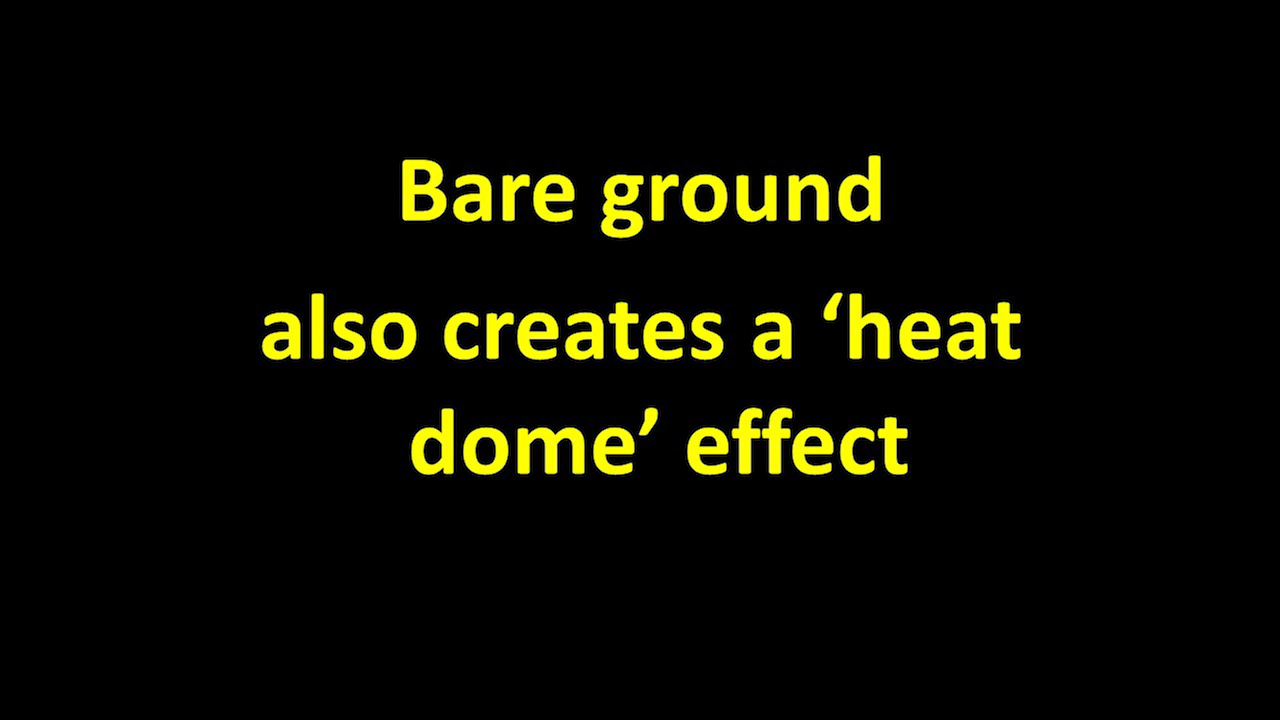 Bare ground
also creates a ‘heat
dome’ effect